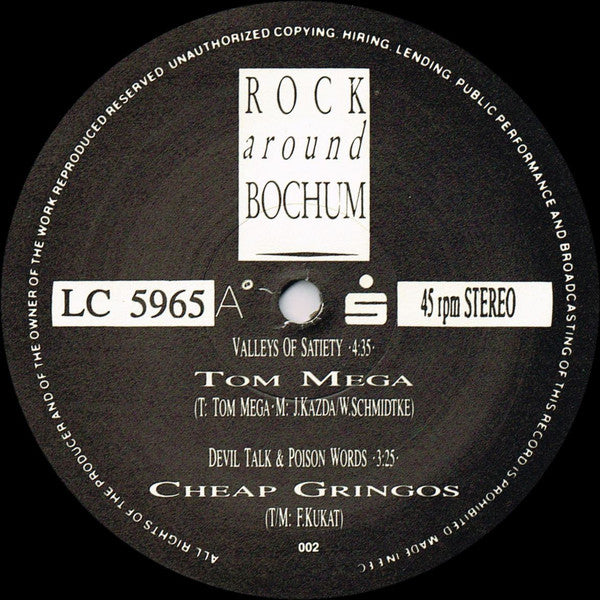 ALL RIGHTS OF THE PRODUCER AND OF THE OWNER OF THE WORK REPRODUCED RESERVED. UNAUTHORIZED COPYING. HIRING. LENDING. PUBLIC PERFORMANCE AND BROADCASTING OF THIS RECORD IS PROHIBITED MADE IN EEC
ROCK
around
BOCHUM
LC 5965 A° S 45 rpm STEREO
VALLEYS OF SATIETY · 4:35 ·
TOM MEGA
(T: TOM MEGA · M: J.KAZDA/W.SCHMIDTKE)
DEVIL TALK & POISON WORDS · 3:25 ·
CHEAP GRINGOS
(T/M: F.KUKAT)
002